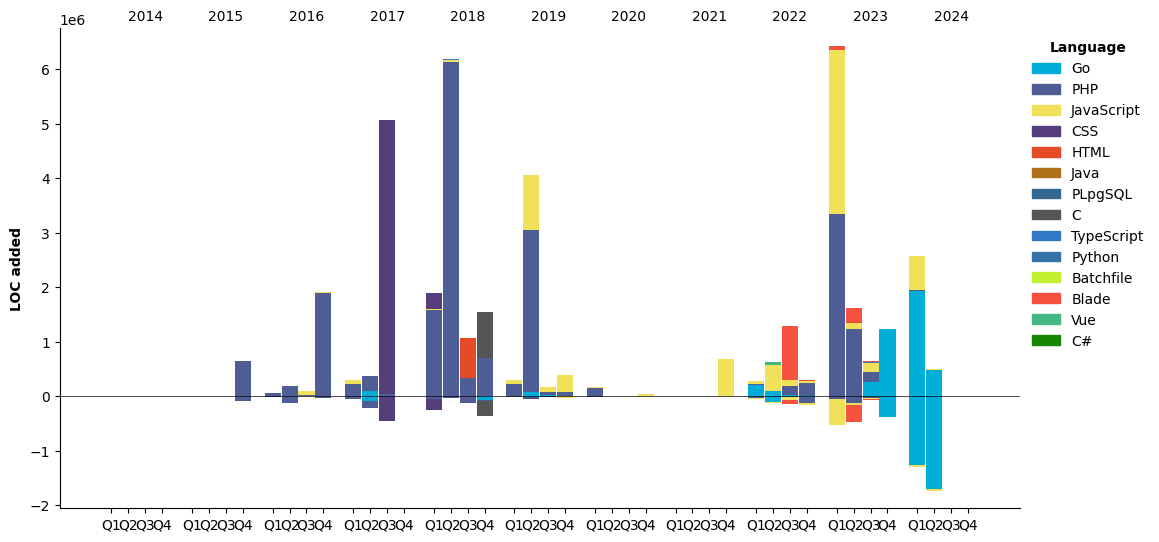 2014 2015 2016 2017 2018 2019 2020 2021 2022 2023 2024
1e6
Language
Go
PHP
JavaScript
CSS
HTML
Java
PLpgSQL
C
TypeScript
Python
Batchfile
Blade
Vue
C#
LOC added
6
5
4
3
2
1
0
−1
−2
Q1Q2Q3Q4 Q1Q2Q3Q4 Q1Q2Q3Q4 Q1Q2Q3Q4 Q1Q2Q3Q4 Q1Q2Q3Q4 Q1Q2Q3Q4 Q1Q2Q3Q4 Q1Q2Q3Q4 Q1Q2Q3Q4 Q1Q2Q3Q4